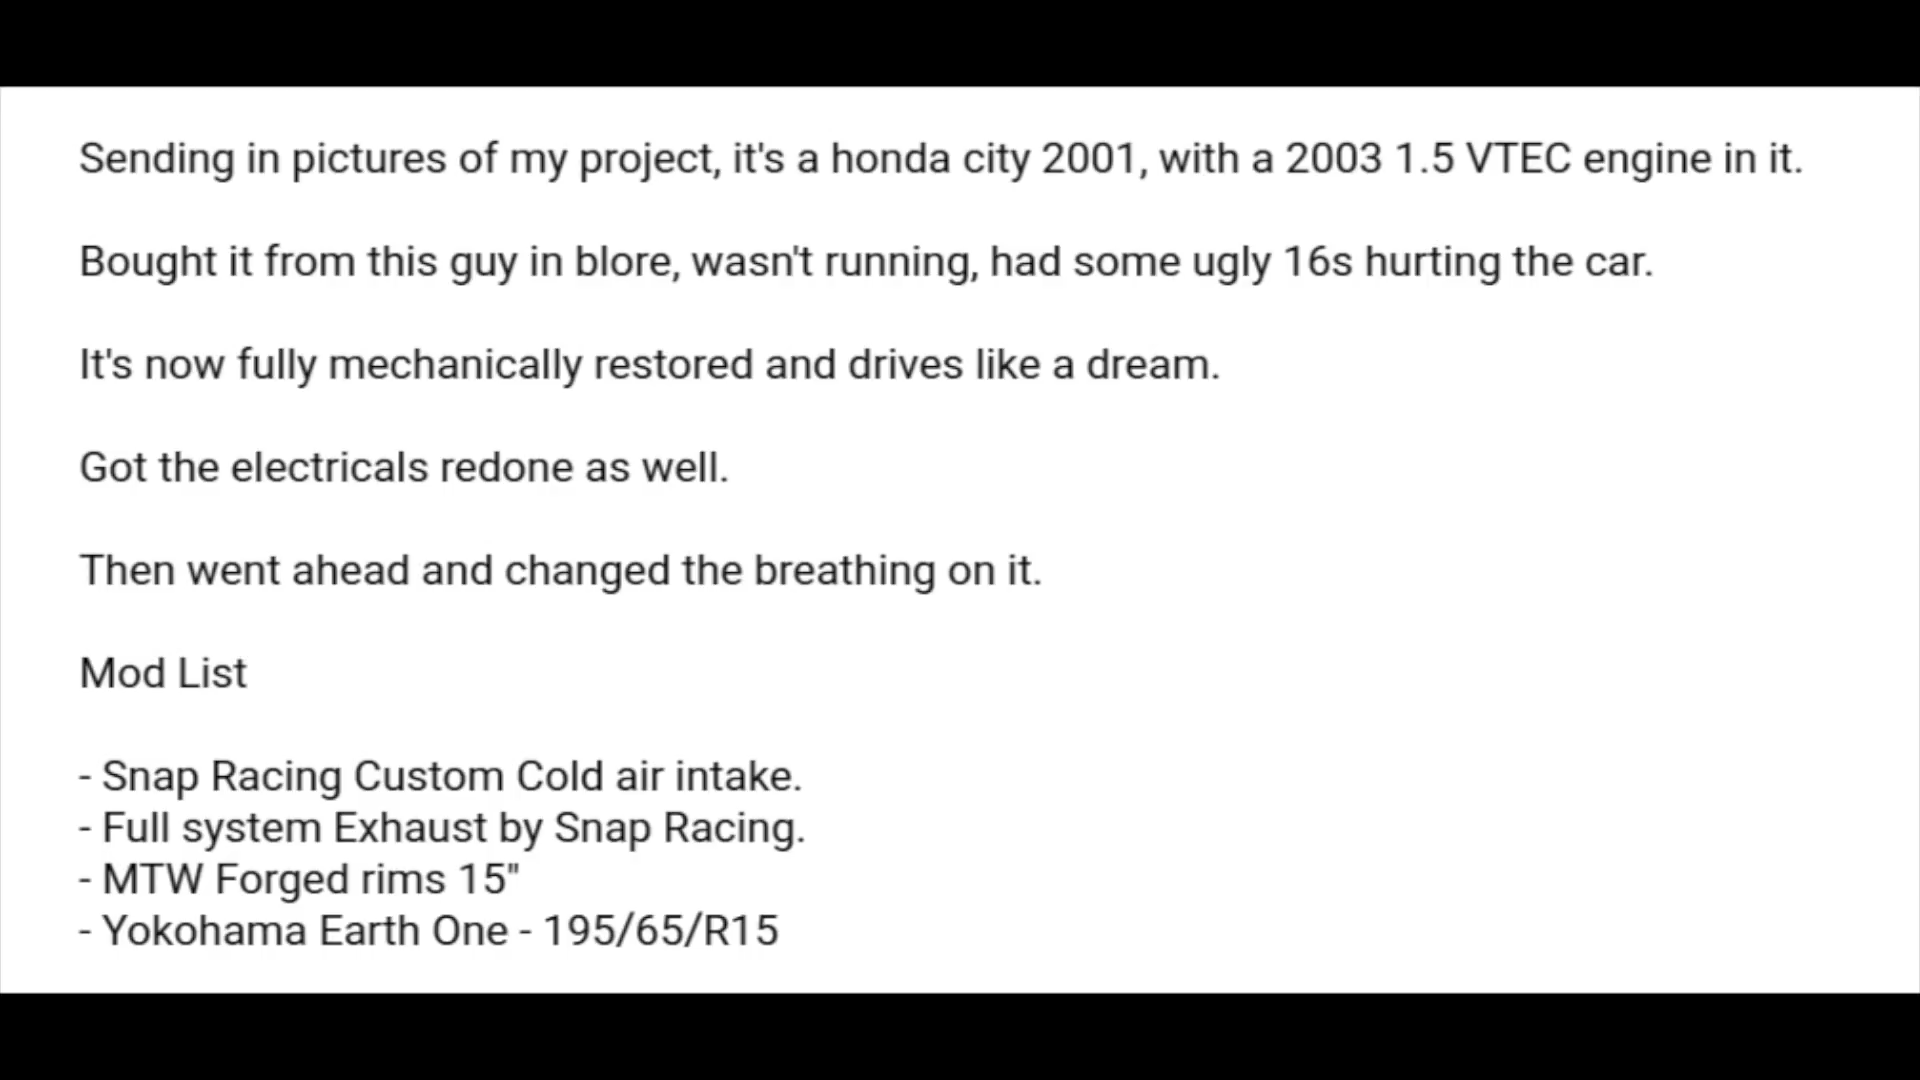 Sending in pictures of my project, it's a honda city 2001, with a 2003 1.5 VTEC engine in it.
Bought it from this guy in blore, wasn't running, had some ugly 16s hurting the car.
It's now fully mechanically restored and drives like a dream.
Got the electricals redone as well.
Then went ahead and changed the breathing on it.
Mod List
- Snap Racing Custom Cold air intake.
- Full system Exhaust by Snap Racing.
- MTW Forged rims 15"
- Yokohama Earth One - 195/65/R15